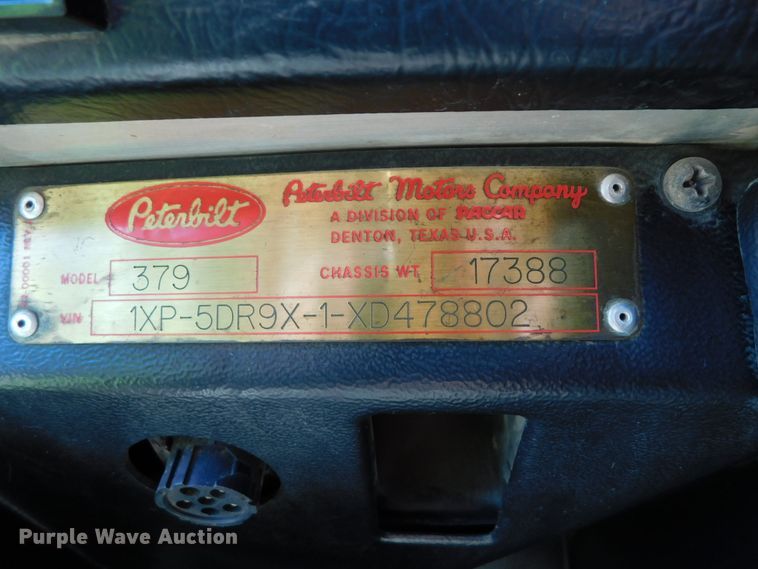 Peterbilt
Peterbilt Motors Company
A DIVISION OF PACCAR
DENTON, TEXAS U.S.A.
MODEL 379 CHASSIS WT. 17388
VIN 1XP-5DR9X-1-XD478802
Purple Wave Auction